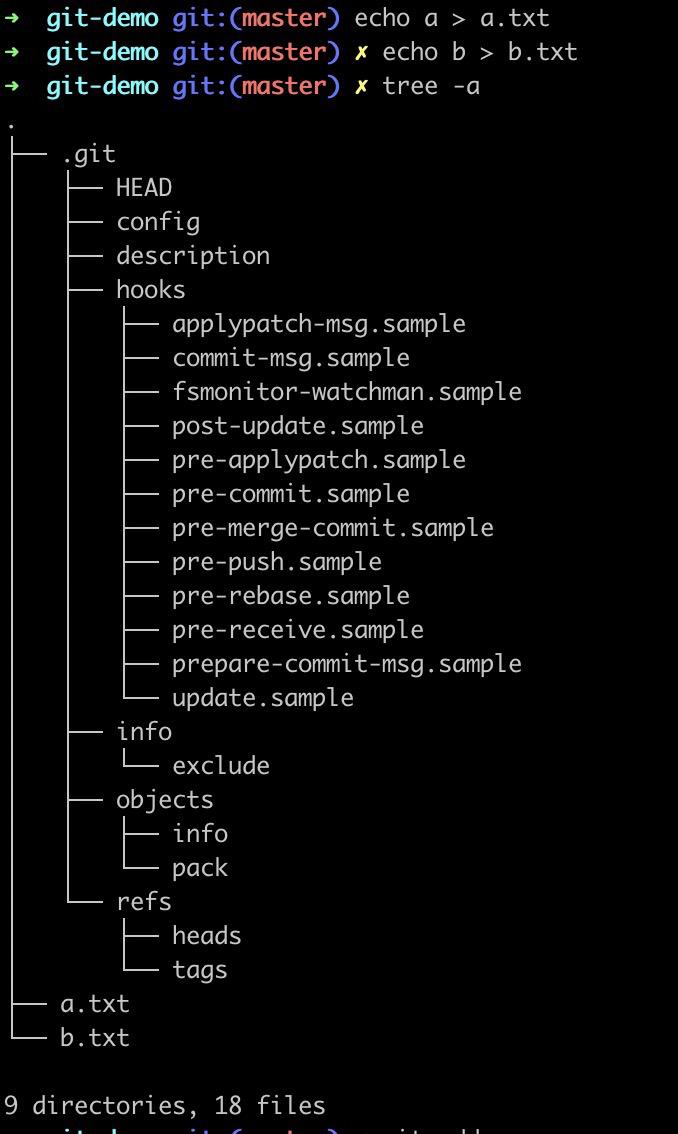 ➜  git-demo git:(master) echo a > a.txt
➜  git-demo git:(master) ✗ echo b > b.txt
➜  git-demo git:(master) ✗ tree -a
.
├── .git
│   ├── HEAD
│   ├── config
│   ├── description
│   ├── hooks
│   │   ├── applypatch-msg.sample
│   │   ├── commit-msg.sample
│   │   ├── fsmonitor-watchman.sample
│   │   ├── post-update.sample
│   │   ├── pre-applypatch.sample
│   │   ├── pre-commit.sample
│   │   ├── pre-merge-commit.sample
│   │   ├── pre-push.sample
│   │   ├── pre-rebase.sample
│   │   ├── pre-receive.sample
│   │   ├── prepare-commit-msg.sample
│   │   └── update.sample
│   ├── info
│   │   └── exclude
│   ├── objects
│   │   ├── info
│   │   └── pack
│   └── refs
│       ├── heads
│       └── tags
├── a.txt
└── b.txt
9 directories, 18 files